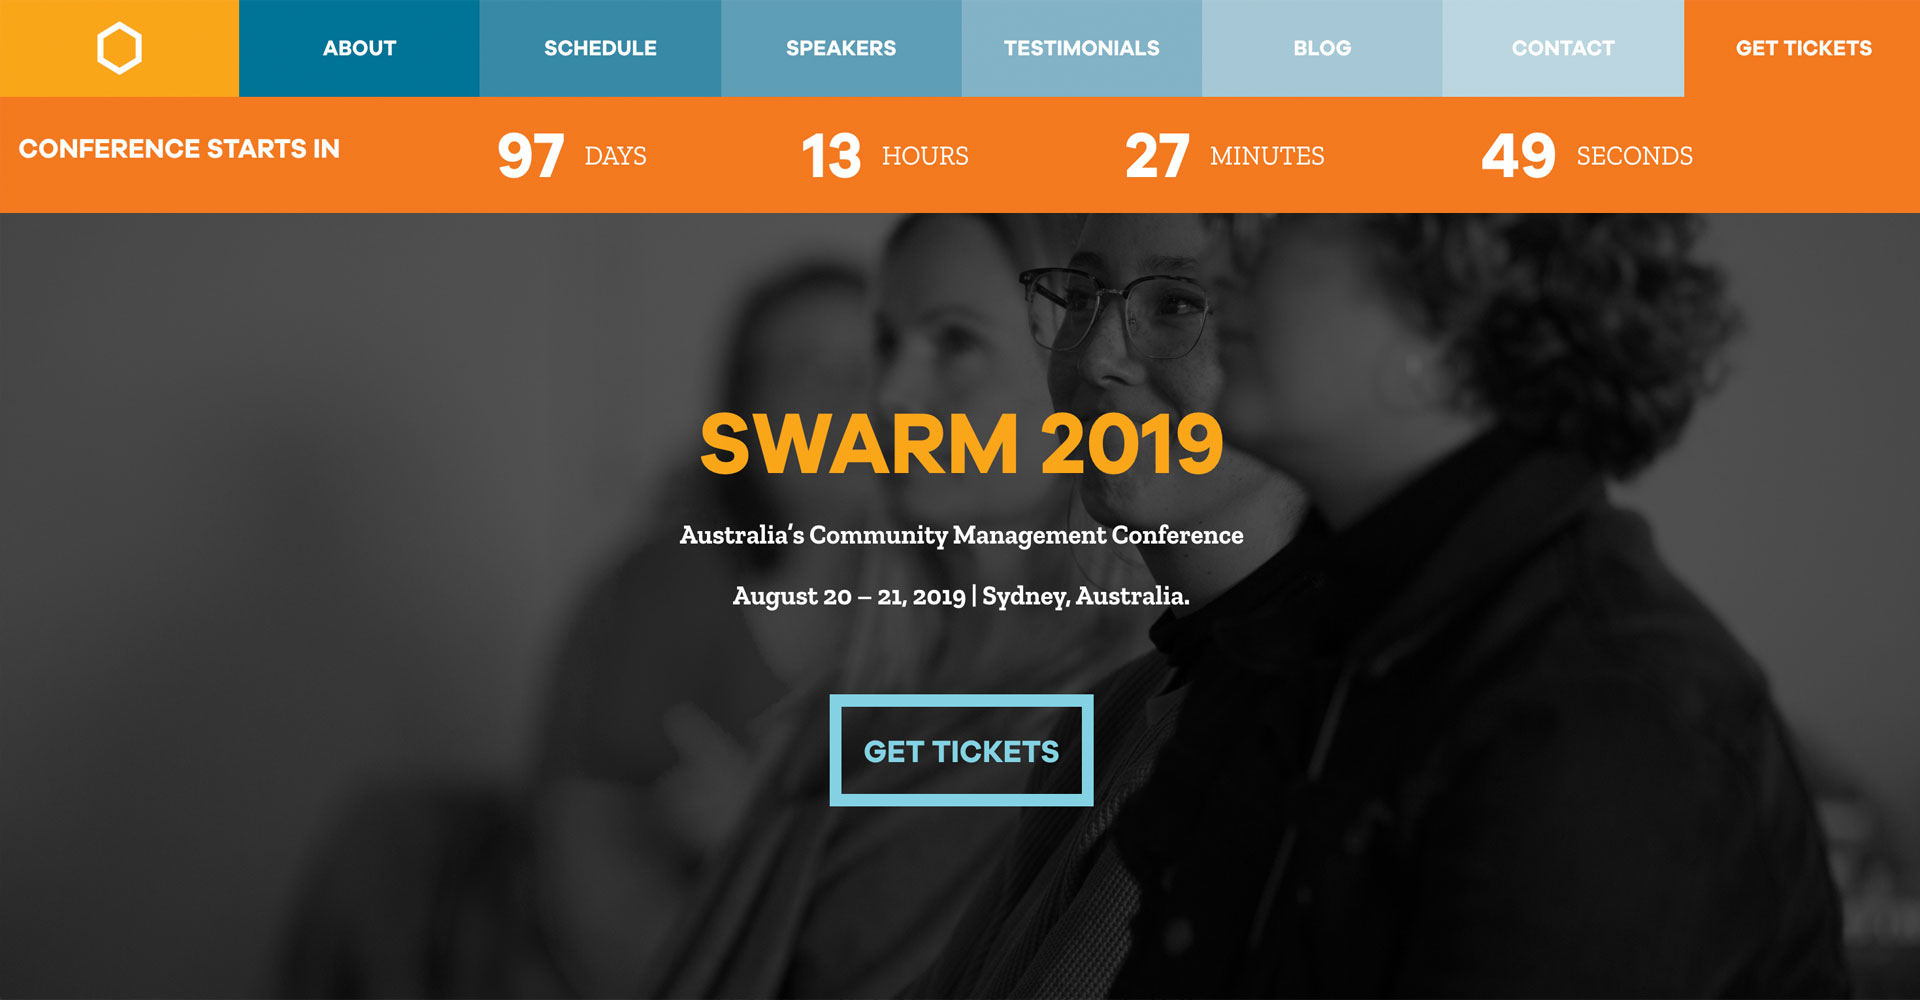 ABOUT SCHEDULE SPEAKERS TESTIMONIALS BLOG CONTACT GET TICKETS
CONFERENCE STARTS IN 97 DAYS 13 HOURS 27 MINUTES 49 SECONDS
SWARM 2019
Australia’s Community Management Conference
August 20 – 21, 2019 | Sydney, Australia.
GET TICKETS